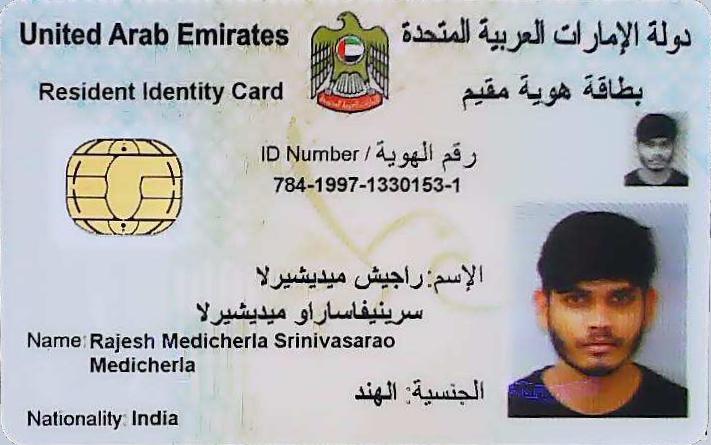 United Arab Emirates
دولة الإمارات العربية المتحدة
Resident Identity Card
بطاقة هوية مقيم
ID Number / رقم الهوية
784-1997-1330153-1
الإسم: راجيش ميديشيرلا
سرينيفاساراو ميديشيرلا
Name: Rajesh Medicherla Srinivasarao
Medicherla
الجنسية: الهند
Nationality: India